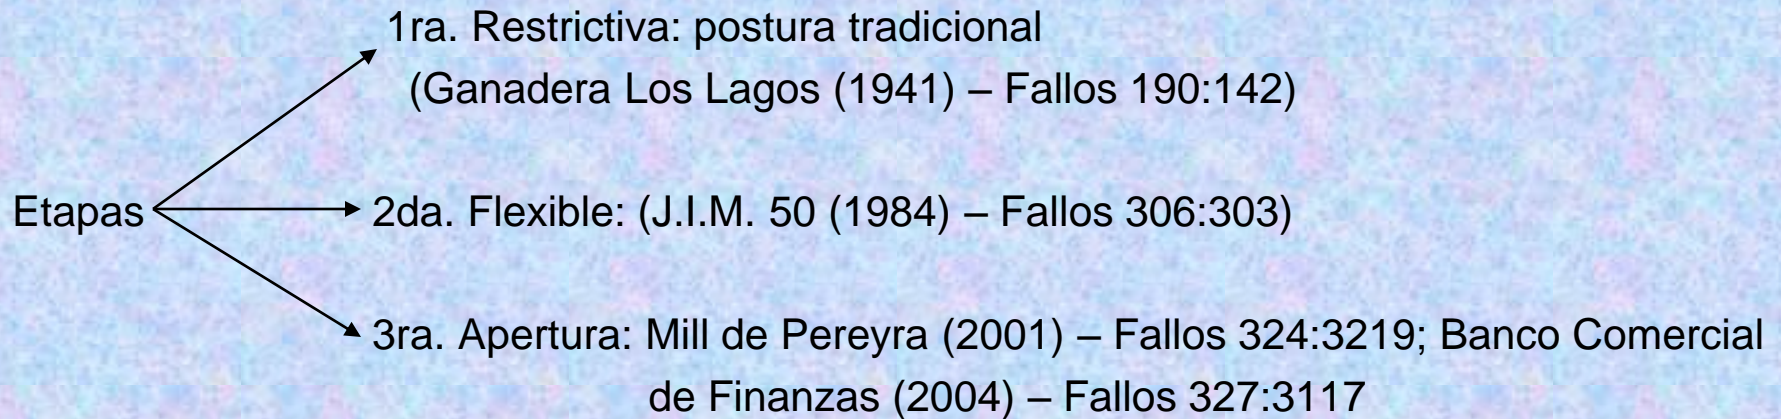 1ra. Restrictiva: postura tradicional
(Ganadera Los Lagos (1941) – Fallos 190:142)
Etapas
2da. Flexible: (J.I.M. 50 (1984) – Fallos 306:303)
3ra. Apertura: Mill de Pereyra (2001) – Fallos 324:3219; Banco Comercial
de Finanzas (2004) – Fallos 327:3117